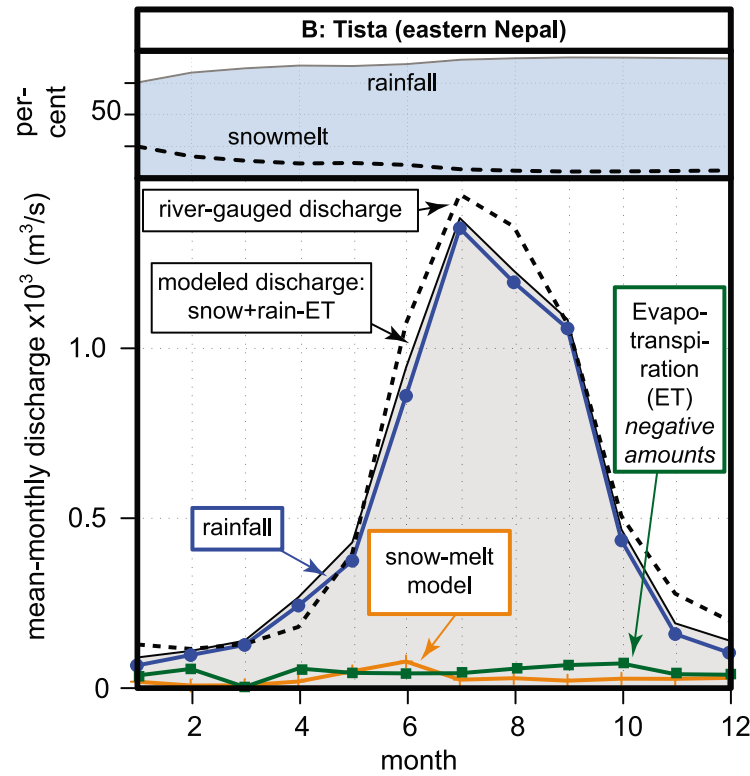 B: Tista (eastern Nepal)
per-
cent
50
rainfall
snowmelt
mean-monthly discharge x10³ (m³/s)
1.0
0.5
0
river-gauged discharge
modeled discharge:
snow+rain-ET
Evapo-
transpi-
ration
(ET)
negative
amounts
rainfall
snow-melt
model
2
4
6
8
10
12
month